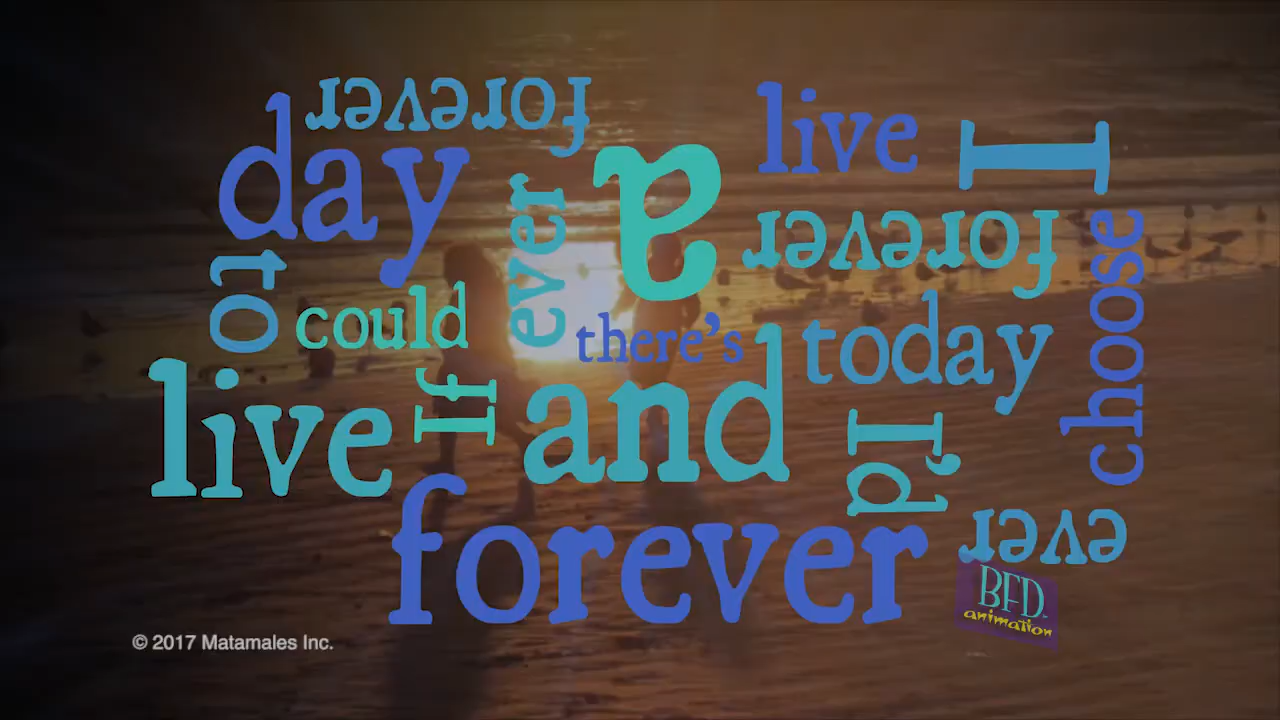 forever
live
day
I
a
ever
forever
choose
to
could
there's
today
If
live
and
I'd
forever
ever
BFD
animation
© 2017 Matamales Inc.